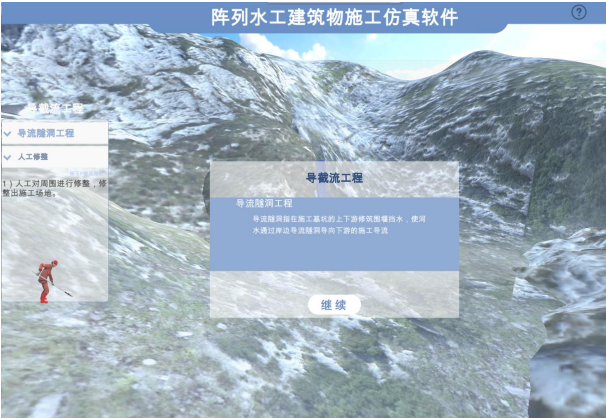 阵列水工建筑物施工仿真软件
?
导截流工程
导流隧洞工程
人工修整
1）人工对周围进行修整，修
整出施工场地。
导截流工程
导流隧洞工程
导流隧洞指在施工基坑的上下游修筑围堰挡水，使河
水通过岸边导流隧洞导向下游的施工导流
继续